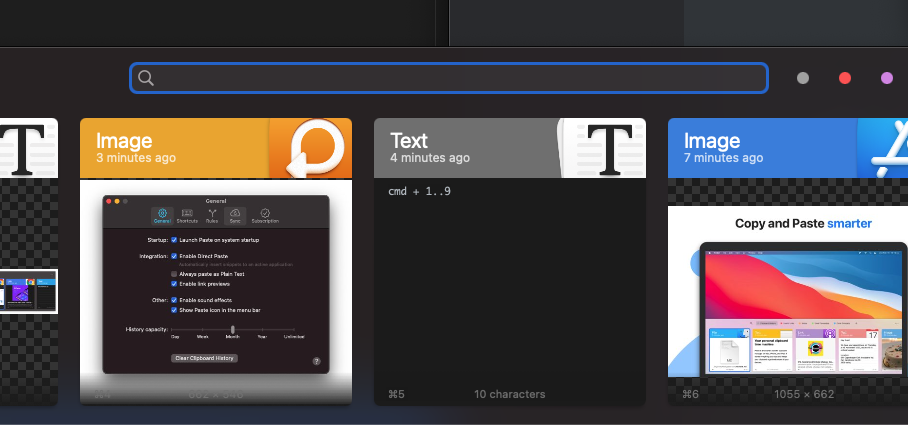 Image
3 minutes ago
General
General
Shortcuts
Rules
Sync
Subscription
Startup:
Launch Paste on system startup
Integration:
Enable Direct Paste
Always paste as Plain Text
Enable link previews
Other:
Enable sound effects
Show Paste icon in the menu bar
History capacity:
Day
Week
Month
Year
Unlimited
Clear Clipboard History
?
⌘4
662 × 546
T
Text
4 minutes ago
T
cmd + 1..9
⌘5
10 characters
Image
7 minutes ago
Copy and Paste smarter
17
⌘6
1055 × 662